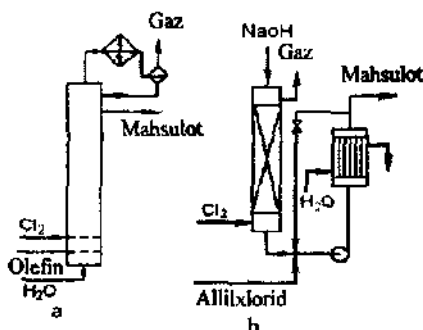 Gaz
Mahsulot
Cl2
Olefin
H2O
a
NaoH
Gaz
Mahsulot
Cl2
H2O
Allilxlorid
b